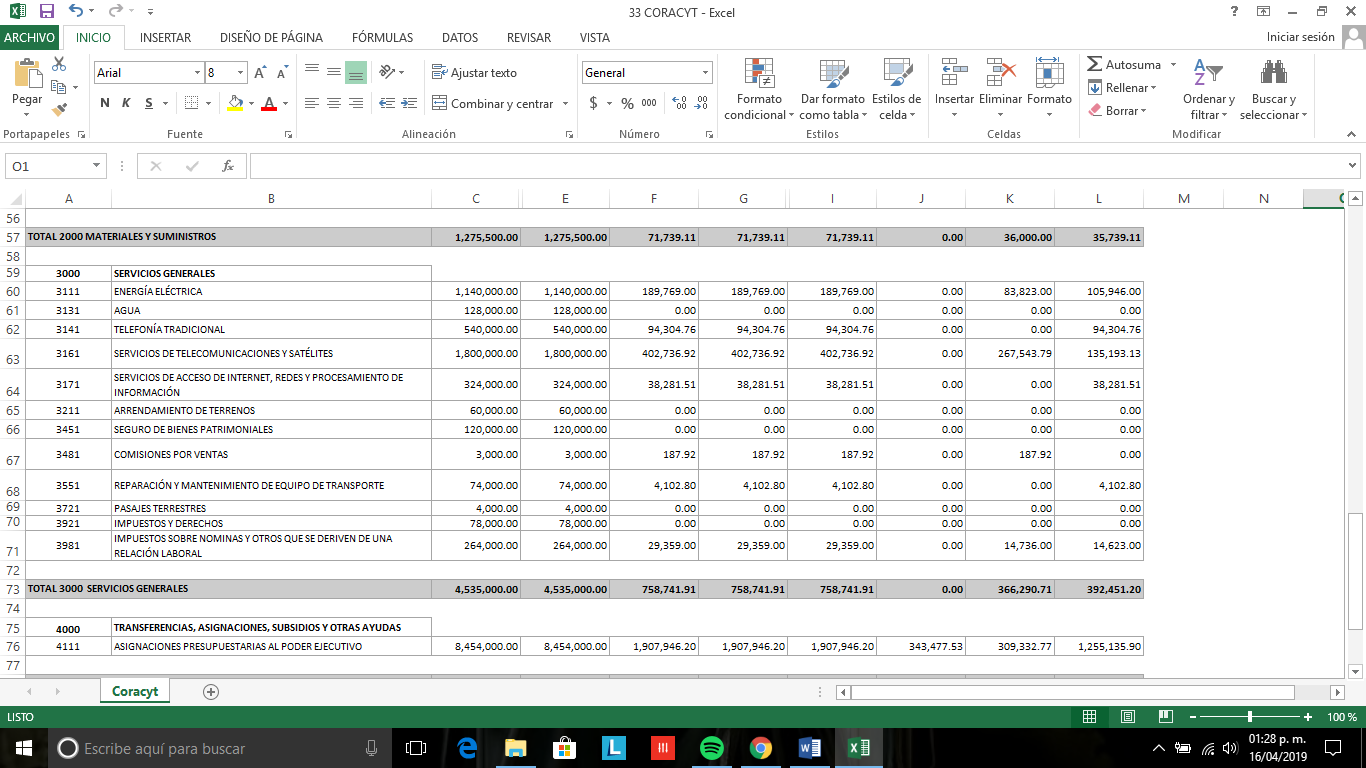 33 CORACYT - Excel
ARCHIVO INICIO INSERTAR DISEÑO DE PÁGINA FÓRMULAS DATOS REVISAR VISTA Iniciar sesión
Pegar
Portapapeles
Arial 8
N K S
Fuente
Ajustar texto
Combinar y centrar
Alineación
General
$ % 000
Número
Formato condicional
Dar formato como tabla
Estilos de celda
Estilos
Insertar Eliminar Formato
Celdas
Autosuma
Rellenar
Borrar
Ordenar y filtrar
Buscar y seleccionar
Modificar
O1
A B C E F G I J K L M N
56
57 TOTAL 2000 MATERIALES Y SUMINISTROS 1,275,500.00 1,275,500.00 71,739.11 71,739.11 71,739.11 0.00 36,000.00 35,739.11
58
59 3000 SERVICIOS GENERALES
60 3111 ENERGÍA ELÉCTRICA 1,140,000.00 1,140,000.00 189,769.00 189,769.00 189,769.00 0.00 83,823.00 105,946.00
61 3131 AGUA 128,000.00 128,000.00 0.00 0.00 0.00 0.00 0.00 0.00
62 3141 TELEFONÍA TRADICIONAL 540,000.00 540,000.00 94,304.76 94,304.76 94,304.76 0.00 0.00 94,304.76
63 3161 SERVICIOS DE TELECOMUNICACIONES Y SATÉLITES 1,800,000.00 1,800,000.00 402,736.92 402,736.92 402,736.92 0.00 267,543.79 135,193.13
64 3171 SERVICIOS DE ACCESO DE INTERNET, REDES Y PROCESAMIENTO DE
INFORMACIÓN 324,000.00 324,000.00 38,281.51 38,281.51 38,281.51 0.00 0.00 38,281.51
65 3211 ARRENDAMIENTO DE TERRENOS 60,000.00 60,000.00 0.00 0.00 0.00 0.00 0.00 0.00
66 3451 SEGURO DE BIENES PATRIMONIALES 120,000.00 120,000.00 0.00 0.00 0.00 0.00 0.00 0.00
67 3481 COMISIONES POR VENTAS 3,000.00 3,000.00 187.92 187.92 187.92 0.00 187.92 0.00
68 3551 REPARACIÓN Y MANTENIMIENTO DE EQUIPO DE TRANSPORTE 74,000.00 74,000.00 4,102.80 4,102.80 4,102.80 0.00 0.00 4,102.80
69 3721 PASAJES TERRESTRES 4,000.00 4,000.00 0.00 0.00 0.00 0.00 0.00 0.00
70 3921 IMPUESTOS Y DERECHOS 78,000.00 78,000.00 0.00 0.00 0.00 0.00 0.00 0.00
71 3981 IMPUESTOS SOBRE NOMINAS Y OTROS QUE SE DERIVEN DE UNA
RELACIÓN LABORAL 264,000.00 264,000.00 29,359.00 29,359.00 29,359.00 0.00 14,736.00 14,623.00
72
73 TOTAL 3000 SERVICIOS GENERALES 4,535,000.00 4,535,000.00 758,741.91 758,741.91 758,741.91 0.00 366,290.71 392,451.20
74
75 4000 TRANSFERENCIAS, ASIGNACIONES, SUBSIDIOS Y OTRAS AYUDAS
76 4111 ASIGNACIONES PRESUPUESTARIAS AL PODER EJECUTIVO 8,454,000.00 8,454,000.00 1,907,946.20 1,907,946.20 1,907,946.20 343,477.53 309,332.77 1,255,135.90
77
Coracyt
LISTO 100 %
Escribe aquí para buscar
01:28 p. m.
16/04/2019